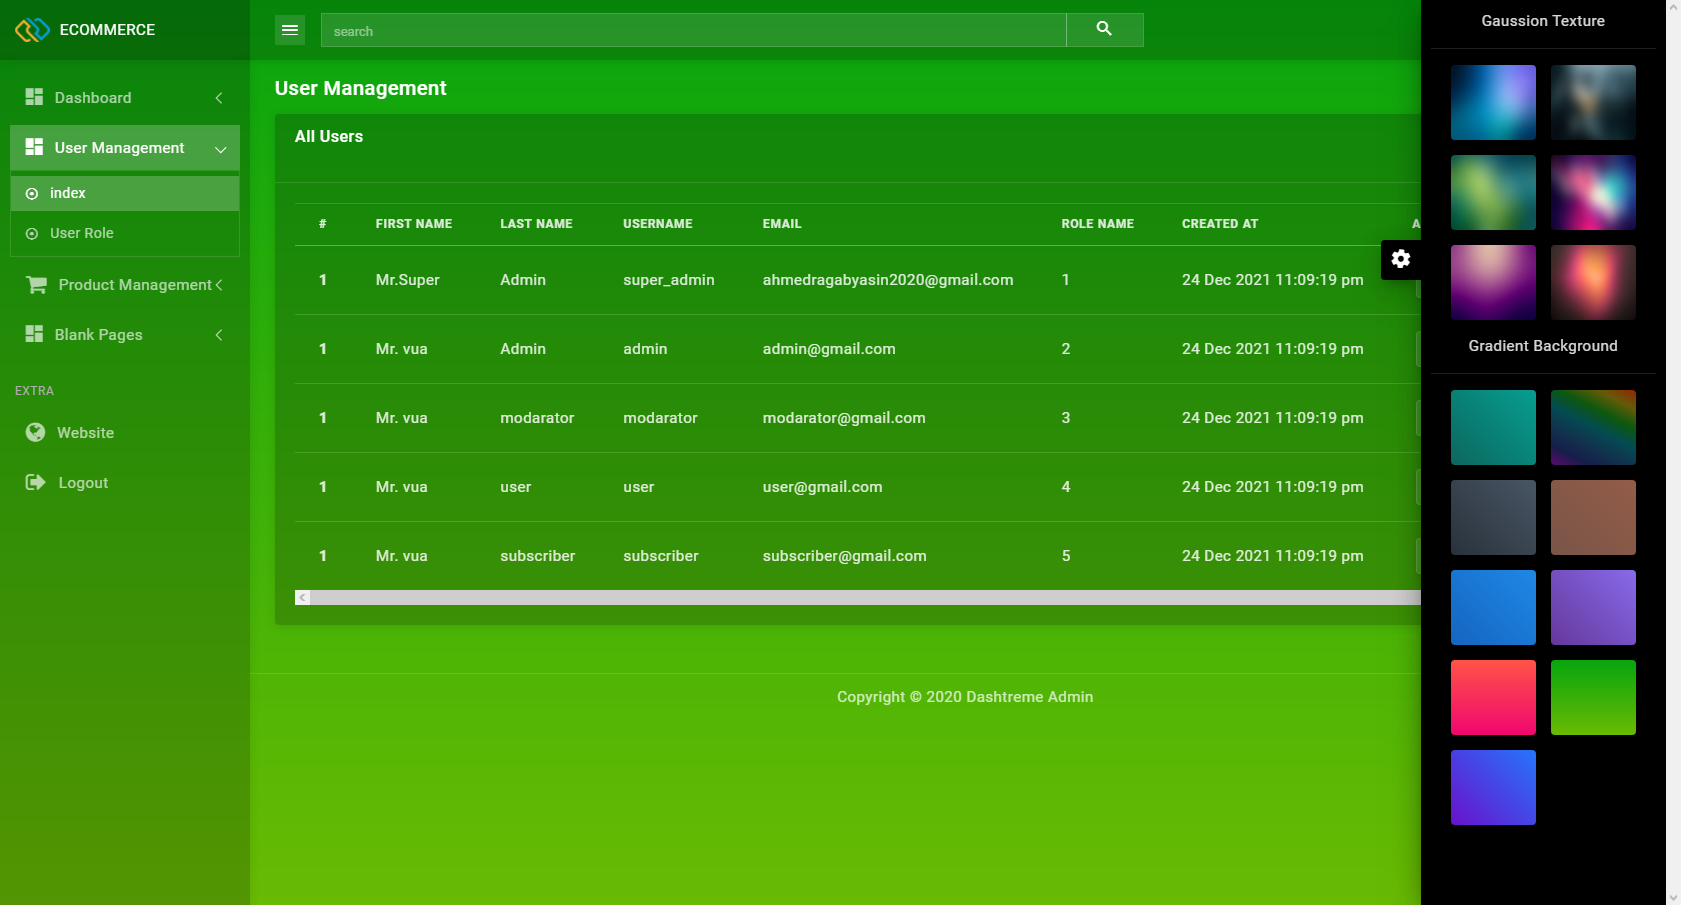 ECOMMERCE
search
Gaussion Texture
Dashboard
User Management
index
User Role
Product Management
Blank Pages
EXTRA
Website
Logout
User Management
All Users
# FIRST NAME LAST NAME USERNAME EMAIL ROLE NAME CREATED AT A
1 Mr.Super Admin super_admin ahmedragabyasin2020@gmail.com 1 24 Dec 2021 11:09:19 pm
1 Mr. vua Admin admin admin@gmail.com 2 24 Dec 2021 11:09:19 pm
1 Mr. vua modarator modarator modarator@gmail.com 3 24 Dec 2021 11:09:19 pm
1 Mr. vua user user user@gmail.com 4 24 Dec 2021 11:09:19 pm
1 Mr. vua subscriber subscriber subscriber@gmail.com 5 24 Dec 2021 11:09:19 pm
Copyright © 2020 Dashtreme Admin
Gradient Background